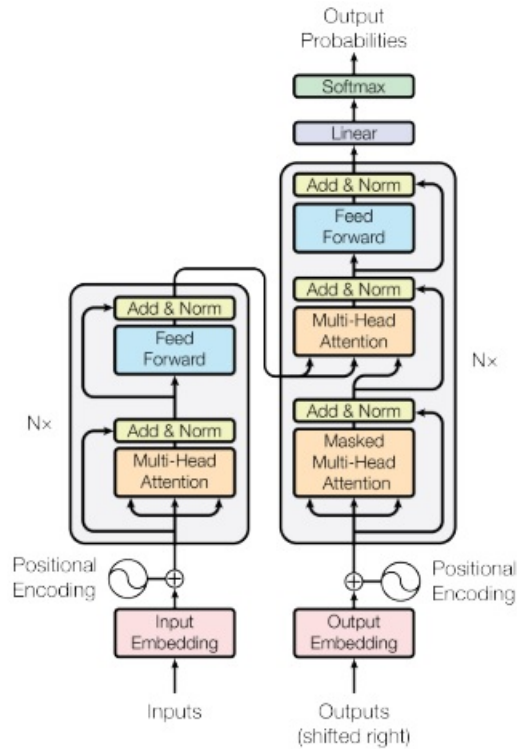 Output
Probabilities
Softmax
Linear
Add & Norm
Feed
Forward
Add & Norm
Multi-Head
Attention
Add & Norm
Masked
Multi-Head
Attention
Nx
Add & Norm
Feed
Forward
Add & Norm
Multi-Head
Attention
Nx
Positional
Encoding
Positional
Encoding
Input
Embedding
Output
Embedding
Inputs
Outputs
(shifted right)